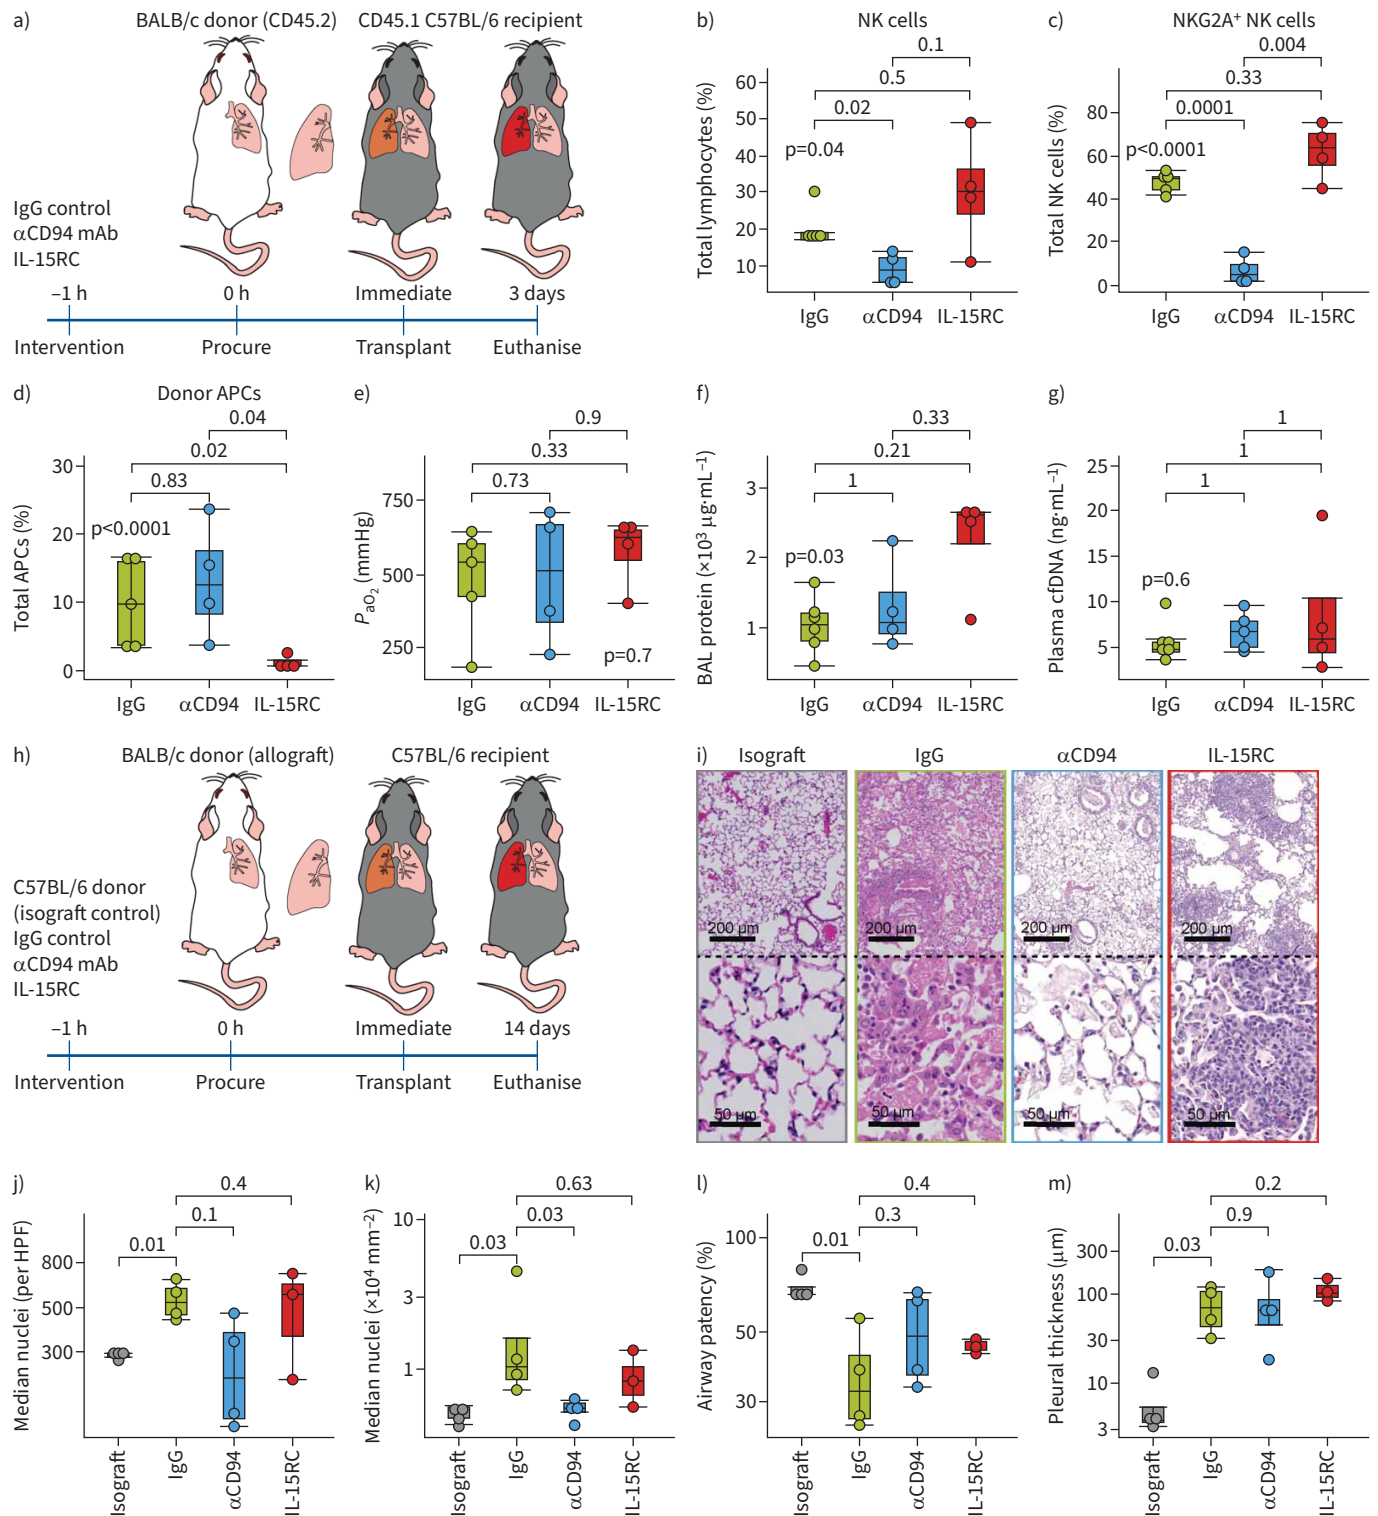 a)
BALB/c donor (CD45.2)
CD45.1 C57BL/6 recipient
IgG control
αCD94 mAb
IL-15RC
–1 h
0 h
Immediate
3 days
Intervention
Procure
Transplant
Euthanise
b)
NK cells
0.1
0.5
0.02
p=0.04
Total lymphocytes (%)
60
50
40
30
20
10
IgG
αCD94
IL-15RC
c)
NKG2A⁺ NK cells
0.004
0.33
0.0001
p<0.0001
Total NK cells (%)
80
60
40
20
0
IgG
αCD94
IL-15RC
d)
Donor APCs
0.04
0.02
0.83
p<0.0001
Total APCs (%)
30
20
10
0
IgG
αCD94
IL-15RC
e)
0.9
0.33
0.73
p=0.7
PaO₂ (mmHg)
750
500
250
IgG
αCD94
IL-15RC
f)
0.33
0.21
1
p=0.03
BAL protein (×10³ µg·mL⁻¹)
3
2
1
IgG
αCD94
IL-15RC
g)
1
1
1
p=0.6
Plasma cfDNA (ng·mL⁻¹)
25
20
15
10
5
IgG
αCD94
IL-15RC
h)
BALB/c donor (allograft)
C57BL/6 recipient
C57BL/6 donor
(isograft control)
IgG control
αCD94 mAb
IL-15RC
–1 h
0 h
Immediate
14 days
Intervention
Procure
Transplant
Euthanise
i)
Isograft
IgG
αCD94
IL-15RC
200 µm
200 µm
200 µm
200 µm
50 µm
50 µm
50 µm
50 µm
j)
0.4
0.1
0.01
Median nuclei (per HPF)
800
500
300
Isograft
IgG
αCD94
IL-15RC
k)
0.63
0.03
0.03
Median nuclei (×10⁴ mm⁻²)
10
3
1
Isograft
IgG
αCD94
IL-15RC
l)
0.4
0.3
0.01
Airway patency (%)
100
50
30
Isograft
IgG
αCD94
IL-15RC
m)
0.2
0.9
0.03
Pleural thickness (µm)
300
100
30
10
3
Isograft
IgG
αCD94
IL-15RC